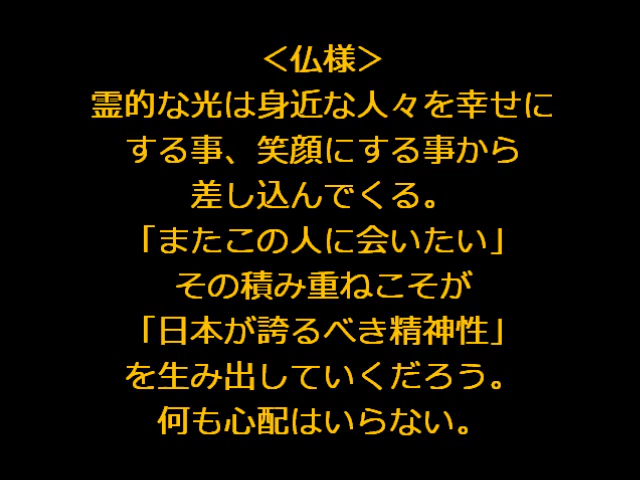 ＜仏様＞
霊的な光は身近な人々を幸せに
する事、笑顔にする事から
差し込んでくる。
「またこの人に会いたい」
その積み重ねこそが
「日本が誇るべき精神性」
を生み出していくだろう。
何も心配はいらない。